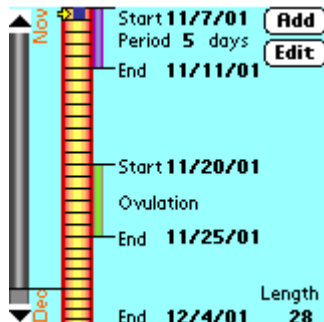 Nov
Start 11/7/01 Add
Period 5 days Edit
End 11/11/01
Start 11/20/01
Ovulation
End 11/25/01
Dec
Length
End 12/4/01 28